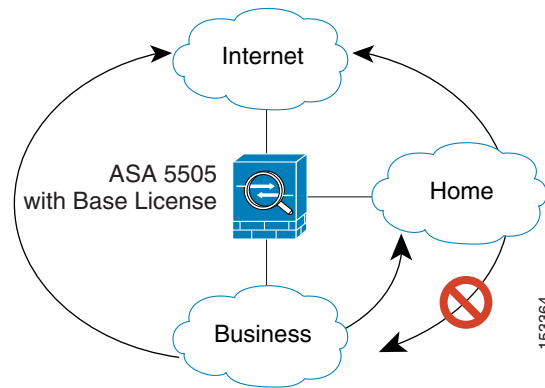 Internet
ASA 5505
with Base License
Home
Business
153364